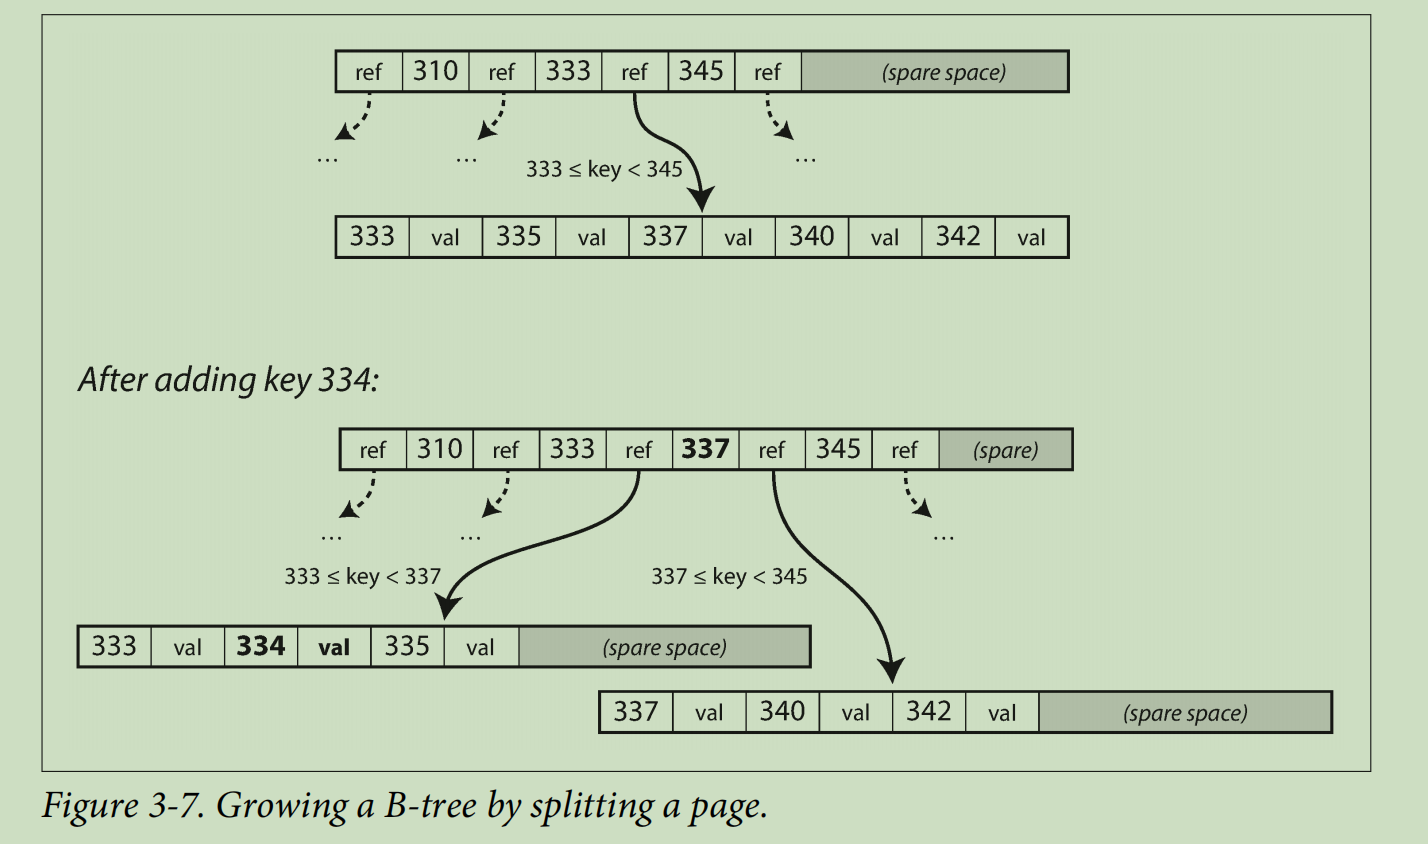 ref 310 ref 333 ref 345 ref (spare space)
... ... ...
333 ≤ key < 345
333 val 335 val 337 val 340 val 342 val
After adding key 334:
ref 310 ref 333 ref 337 ref 345 ref (spare)
... ... ...
333 ≤ key < 337 337 ≤ key < 345
333 val 334 val 335 val (spare space)
337 val 340 val 342 val (spare space)
Figure 3-7. Growing a B-tree by splitting a page.